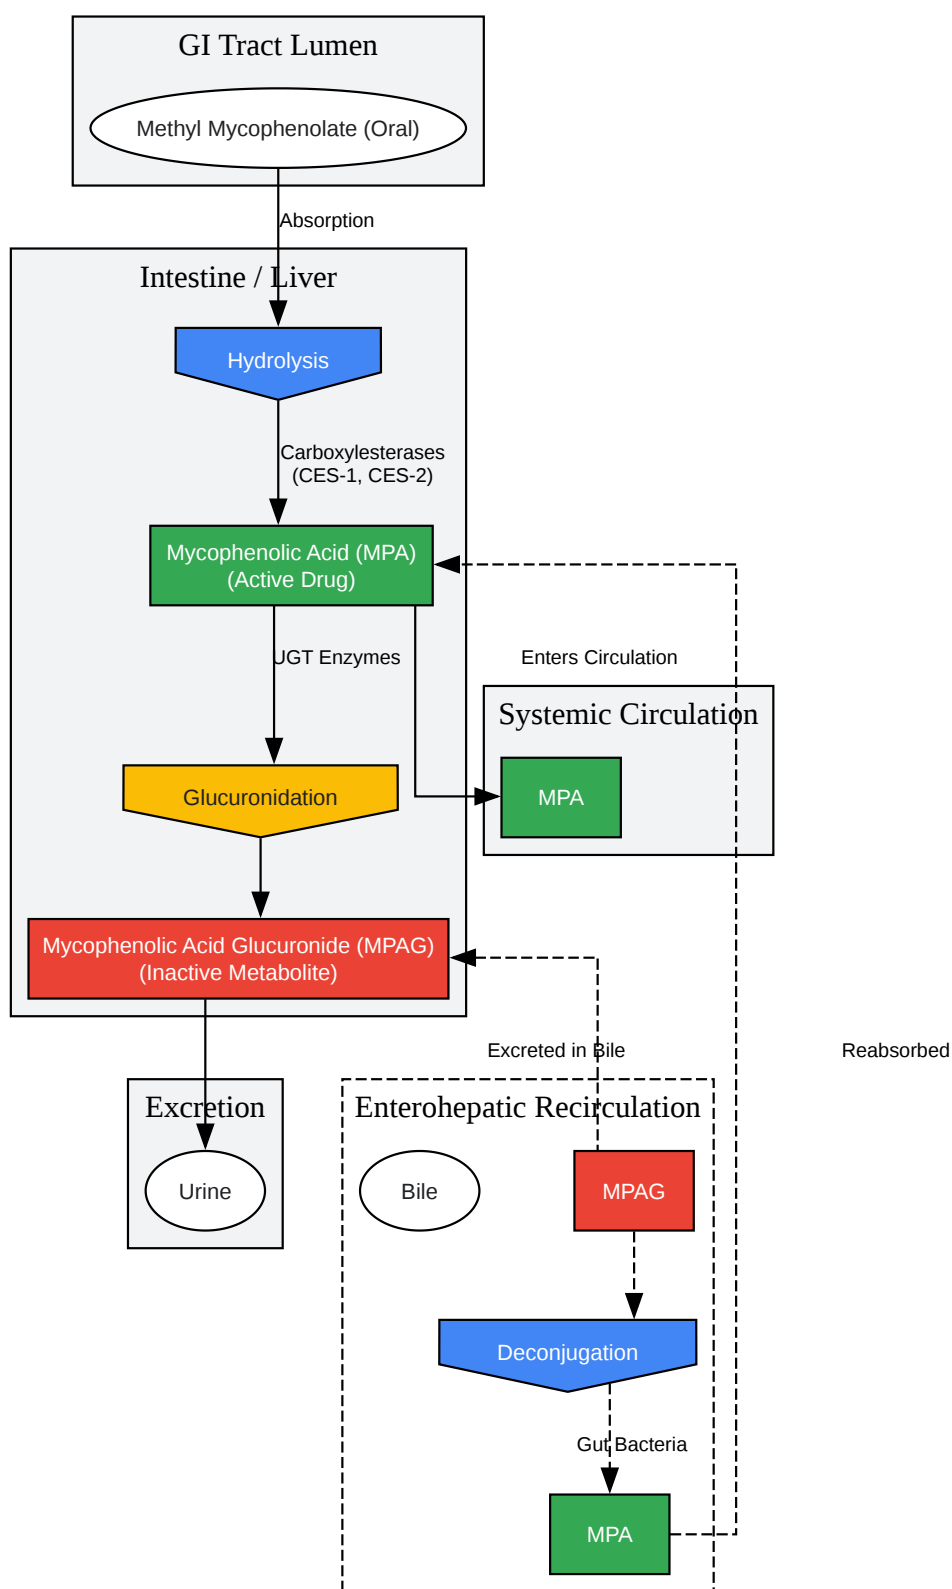 GI Tract Lumen
Methyl Mycophenolate (Oral)
Absorption
Intestine / Liver
Hydrolysis
Carboxylesterases
(CES-1, CES-2)
Mycophenolic Acid (MPA)
(Active Drug)
UGT Enzymes
Enters Circulation
Systemic Circulation
Glucuronidation
MPA
Mycophenolic Acid Glucuronide (MPAG)
(Inactive Metabolite)
Excreted in Bile
Reabsorbed
Excretion
Enterohepatic Recirculation
Urine
Bile
MPAG
Deconjugation
Gut Bacteria
MPA